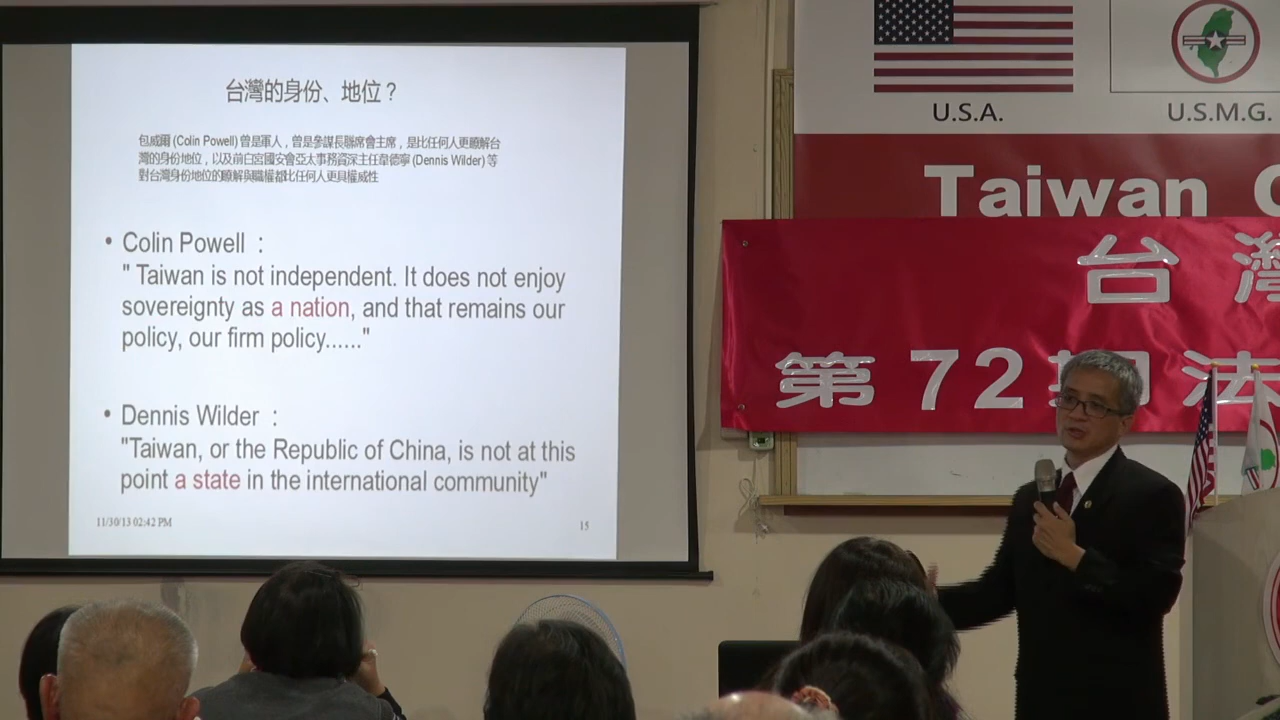 台灣的身份、地位？
包威爾 (Colin Powell) 曾是軍人，曾是參謀長聯席會主席，是比任何人更瞭解台
灣的身份地位，以及前白宮國安會亞太事務資深主任韋德寧 (Dennis Wilder) 等
對台灣身份地位的瞭解與職權都比任何人更具權威性
• Colin Powell ：
" Taiwan is not independent. It does not enjoy
sovereignty as a nation, and that remains our
policy, our firm policy......"
• Dennis Wilder ：
"Taiwan, or the Republic of China, is not at this
point a state in the international community"
11/30/13 02:42 PM
15
U.S.A.
U.S.M.G.
Taiwan C
台灣
第72期法